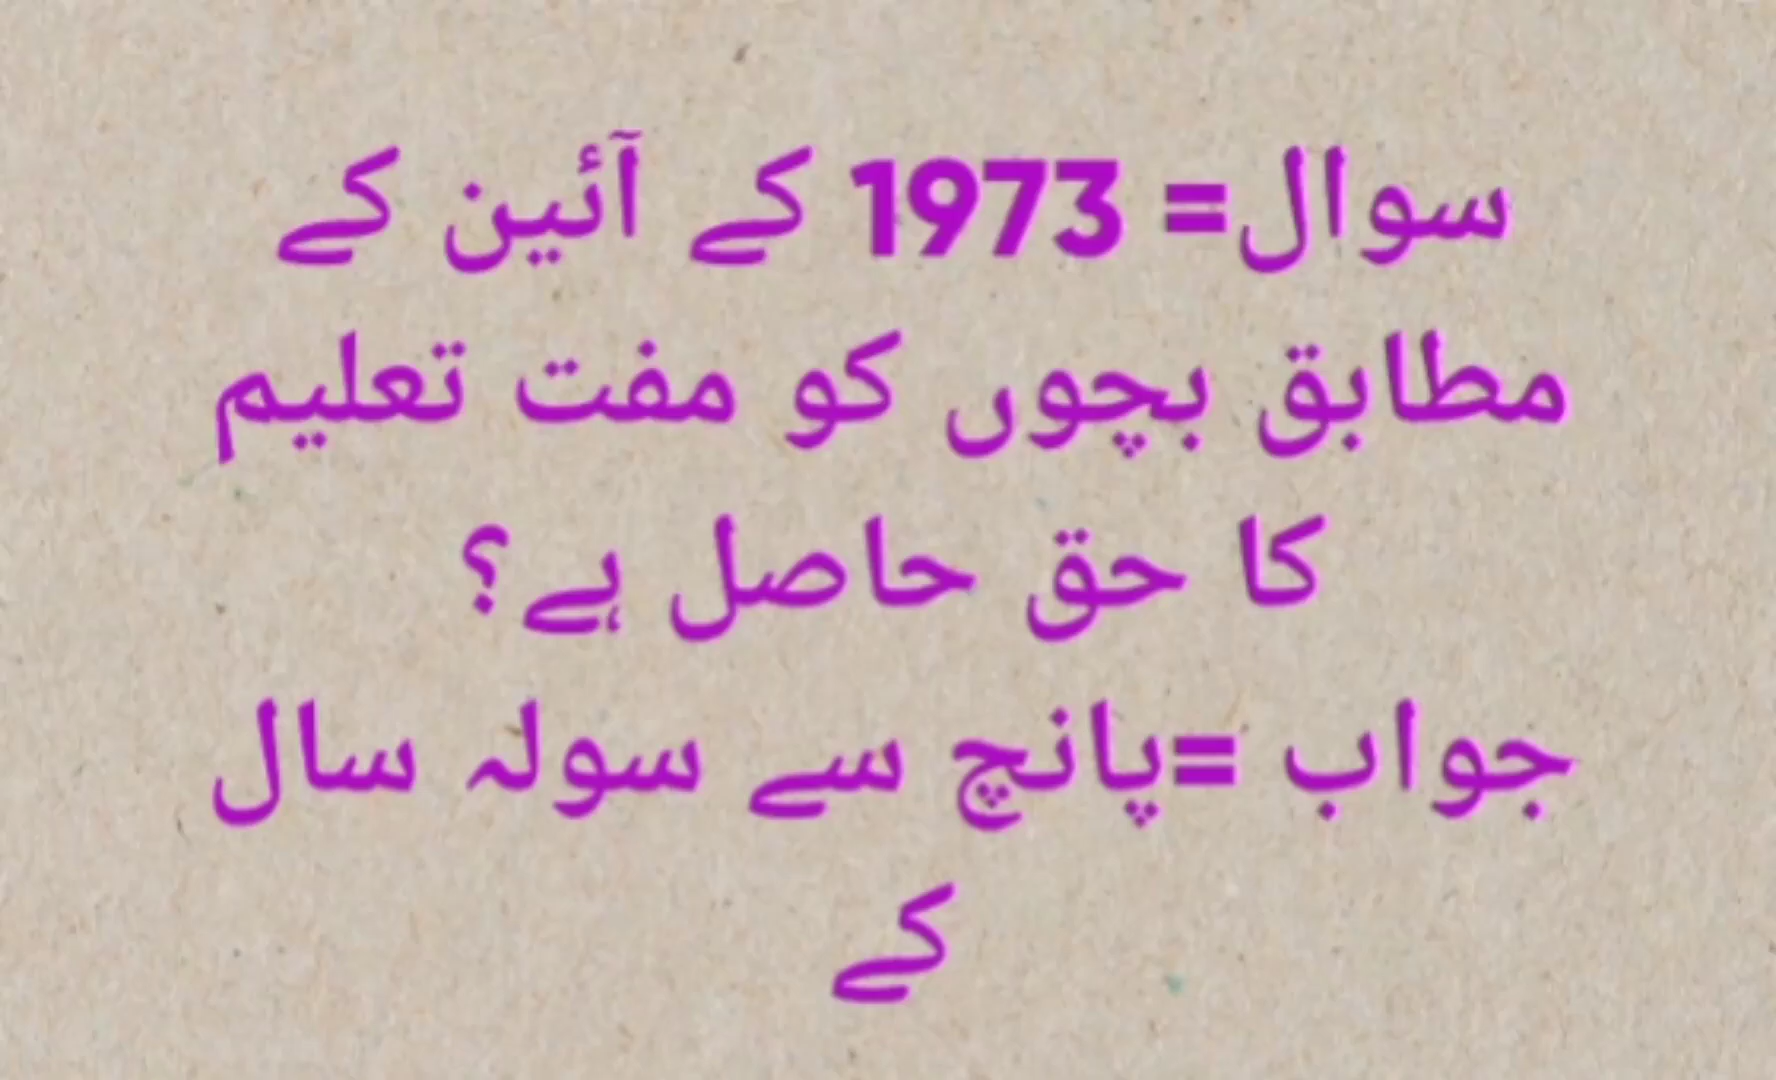 سوال= 1973 کے آئین کے
مطابق بچوں کو مفت تعلیم
کا حق حاصل ہے؟
جواب =پانچ سے سولہ سال
کے